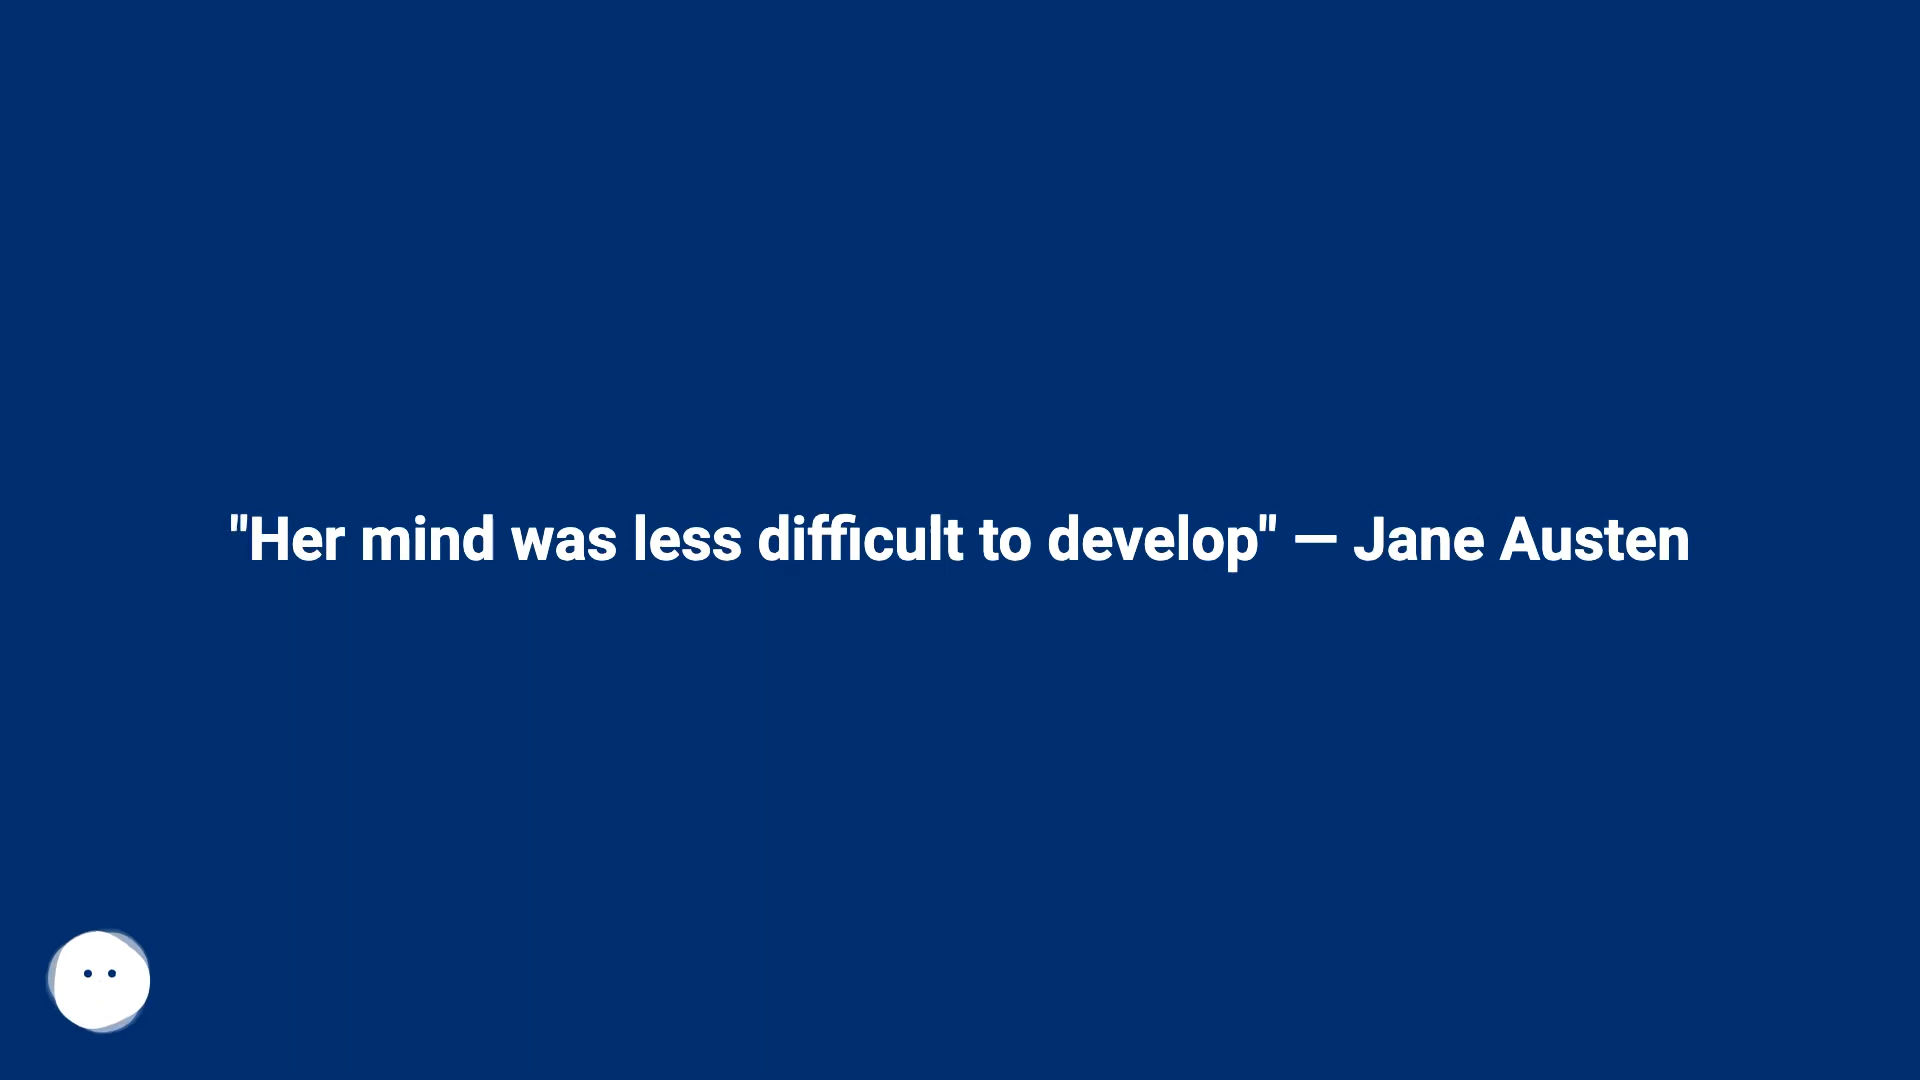 "Her mind was less difficult to develop" — Jane Austen